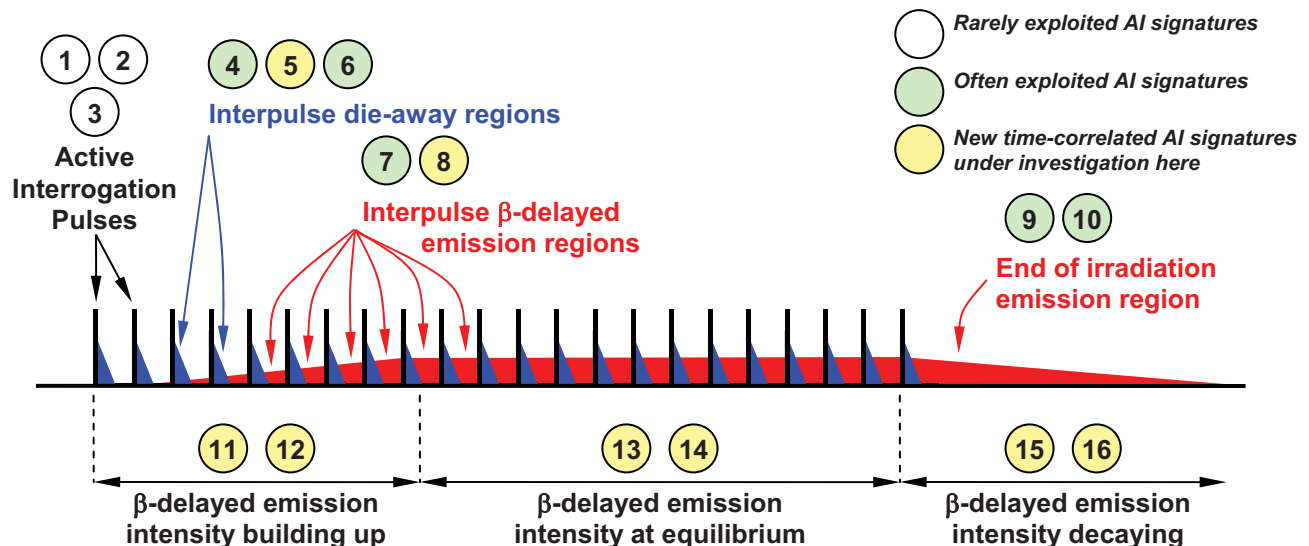 1 2
3
Active
Interrogation
Pulses
4 5 6
Interpulse die-away regions
7 8
Interpulse β-delayed
emission regions
Rarely exploited AI signatures
Often exploited AI signatures
New time-correlated AI signatures
under investigation here
9 10
End of irradiation
emission region
11 12
β-delayed emission
intensity building up
13 14
β-delayed emission
intensity at equilibrium
15 16
β-delayed emission
intensity decaying